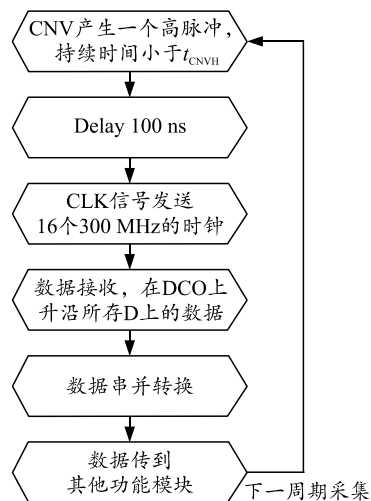 CNV产生一个高脉冲，
持续时间小于tCNVH
Delay 100 ns
CLK信号发送
16个300 MHz的时钟
数据接收，在DCO上
升沿所存D上的数据
数据串并转换
数据传到
其他功能模块
下一周期采集